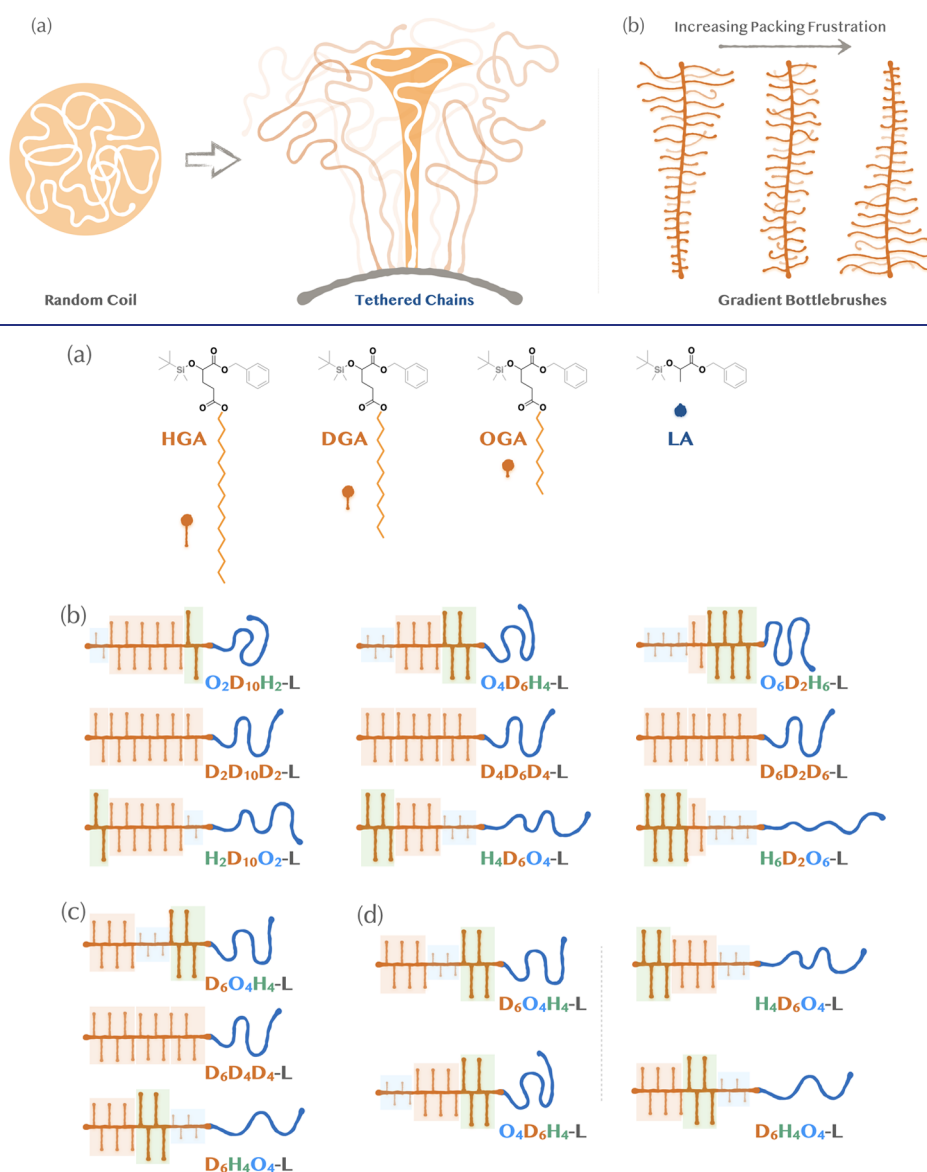 (a)
(b)
Increasing Packing Frustration
Random Coil
Tethered Chains
Gradient Bottlebrushes
(a)
Si O O O
O O
HGA
Si O O O
O O
DGA
Si O O O
O O
OGA
Si O O O
LA
(b)
O₂D₁₀H₂-L
O₄D₆H₄-L
O₆D₂H₆-L
D₂D₁₀D₂-L
D₄D₆D₄-L
D₆D₂D₆-L
H₂D₁₀O₂-L
H₄D₆O₄-L
H₆D₂O₆-L
(c)
D₆O₄H₄-L
D₆D₄D₄-L
D₆H₄O₄-L
(d)
D₆O₄H₄-L
H₄D₆O₄-L
O₄D₆H₄-L
D₆H₄O₄-L